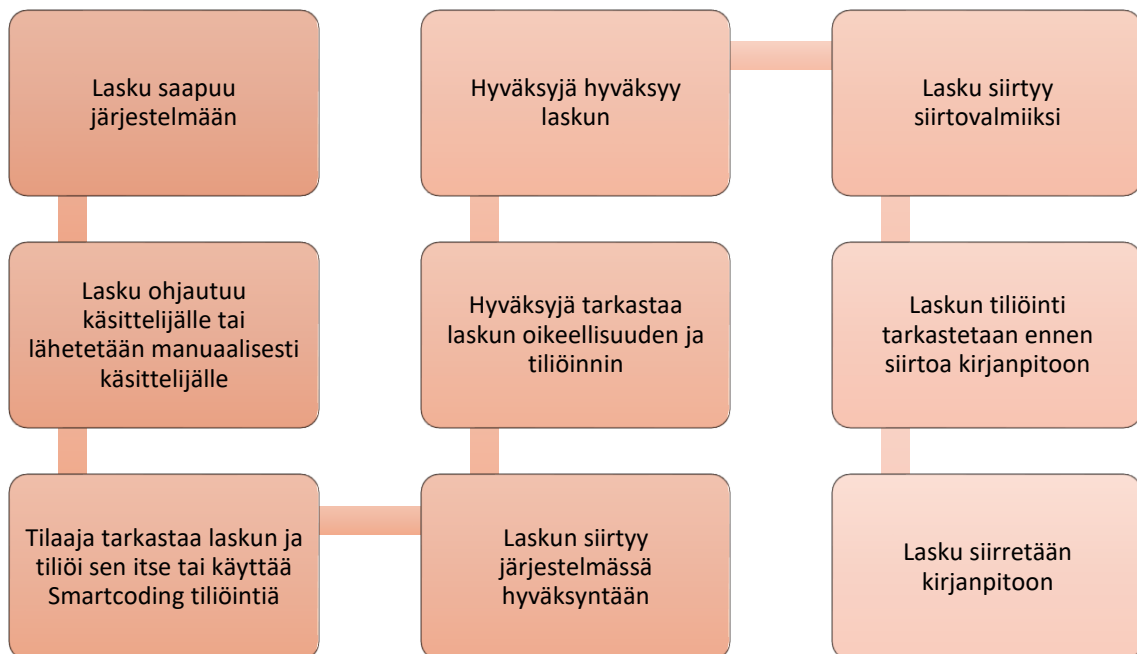 Lasku saapuu
järjestelmään
Lasku ohjautuu
käsittelijälle tai
lähetetään manuaalisesti
käsittelijälle
Tilaaja tarkastaa laskun ja
tiliöi sen itse tai käyttää
Smartcoding tiliöintiä
Laskun siirtyy
järjestelmässä
hyväksyntään
Hyväksyjä tarkastaa
laskun oikeellisuuden ja
tiliöinnin
Hyväksyjä hyväksyy
laskun
Lasku siirtyy
siirtovalmiiksi
Laskun tiliöinti
tarkastetaan ennen
siirtoa kirjanpitoon
Lasku siirretään
kirjanpitoon